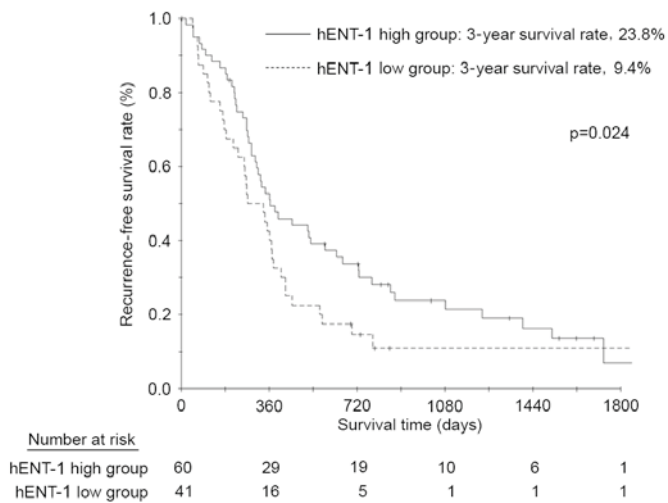 1.0
hENT-1 high group: 3-year survival rate, 23.8%
hENT-1 low group: 3-year survival rate, 9.4%
0.8
p=0.024
0.6
0.4
0.2
0.0
Recurrence-free survival rate (%)
0 360 720 1080 1440 1800
Survival time (days)
Number at risk
hENT-1 high group 60 29 19 10 6 1
hENT-1 low group 41 16 5 1 1 1